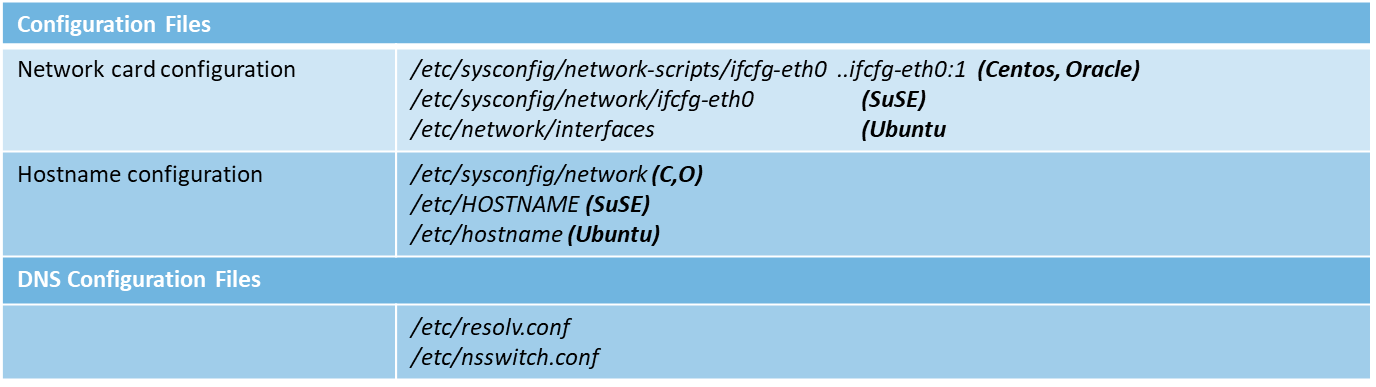 Configuration Files
Network card configuration
/etc/sysconfig/network-scripts/ifcfg-eth0 ..ifcfg-eth0:1 (Centos, Oracle)
/etc/sysconfig/network/ifcfg-eth0 (SuSE)
/etc/network/interfaces (Ubuntu
Hostname configuration
/etc/sysconfig/network (C,O)
/etc/HOSTNAME (SuSE)
/etc/hostname (Ubuntu)
DNS Configuration Files
/etc/resolv.conf
/etc/nsswitch.conf